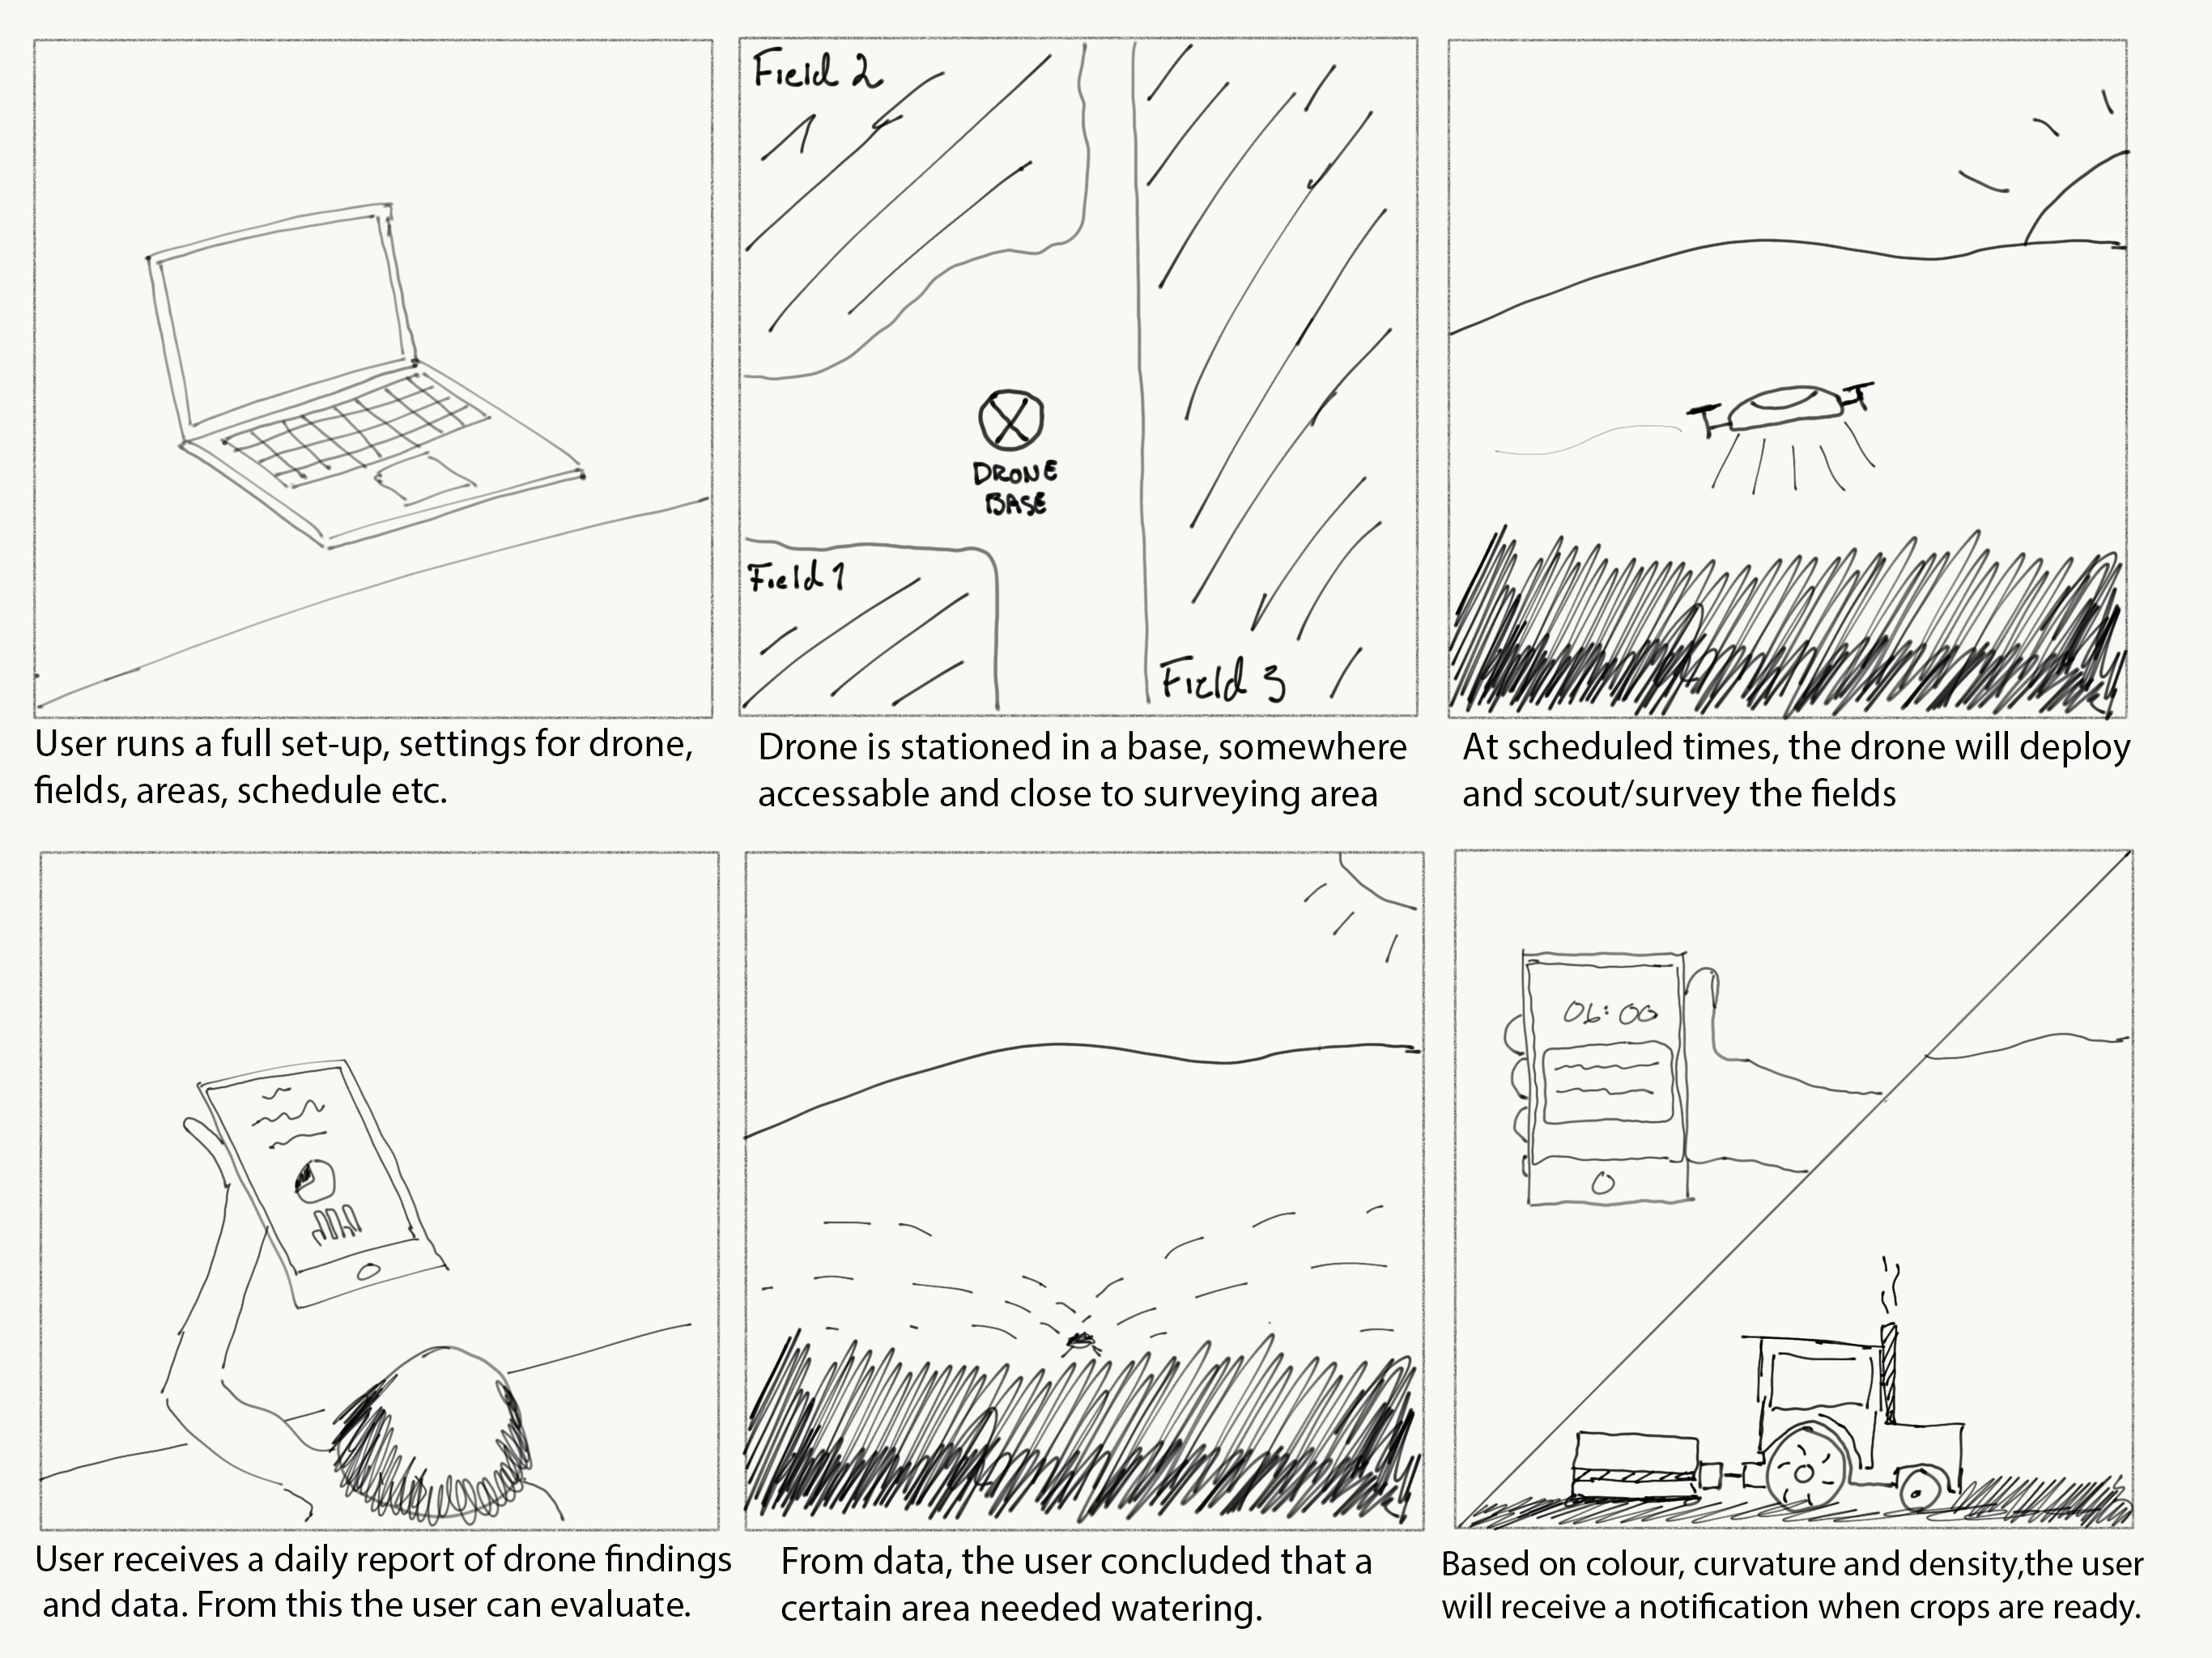 Field 2
DRONE
BASE
Field 1
Field 3
User runs a full set-up, settings for drone,
fields, areas, schedule etc.
Drone is stationed in a base, somewhere
accessable and close to surveying area
At scheduled times, the drone will deploy
and scout/survey the fields
06:00
User receives a daily report of drone findings
and data. From this the user can evaluate.
From data, the user concluded that a
certain area needed watering.
Based on colour, curvature and density,the user
will receive a notification when crops are ready.